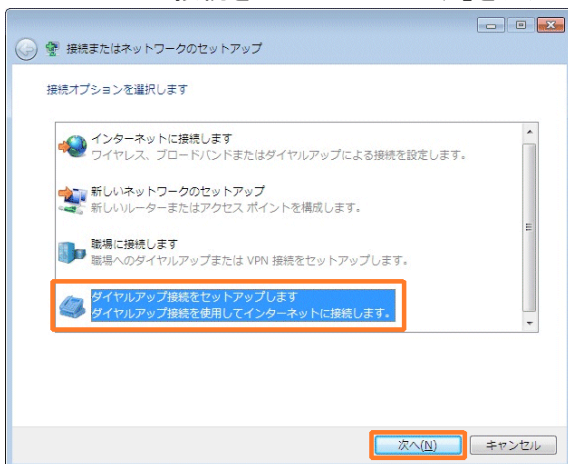 接続またはネットワークのセットアップ
接続オプションを選択します
インターネットに接続します
ワイヤレス、ブロードバンドまたはダイヤルアップによる接続を設定します。
新しいネットワークのセットアップ
新しいルーターまたはアクセス ポイントを構成します。
職場に接続します
職場へのダイヤルアップまたは VPN 接続をセットアップします。
ダイヤルアップ接続をセットアップします
ダイヤルアップ接続を使用してインターネットに接続します。
次へ(N)
キャンセル